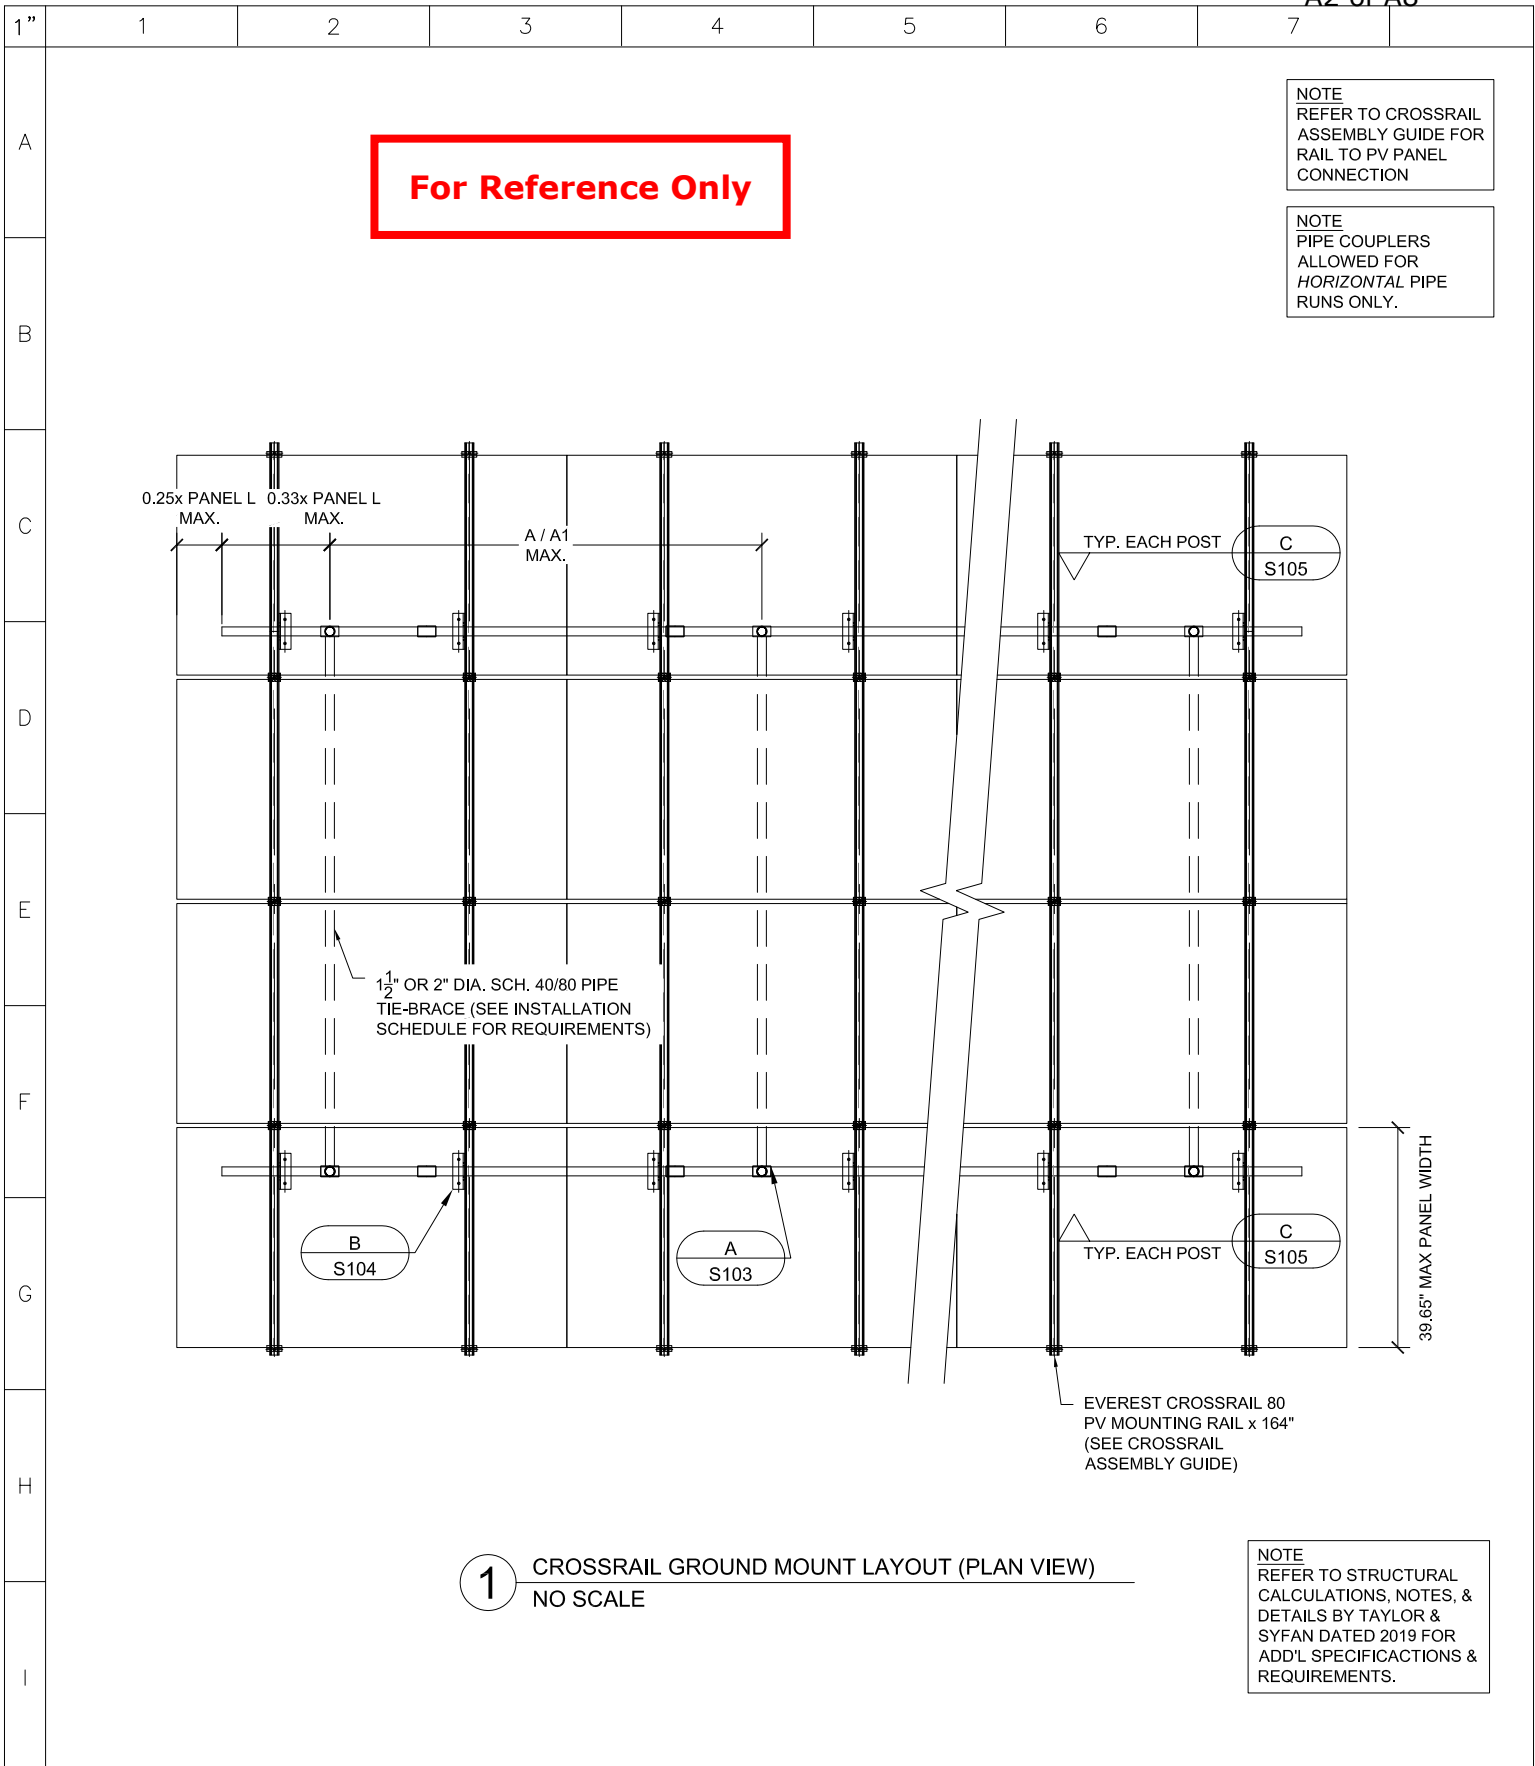 A2 of A8
1” 1 2 3 4 5 6 7
A
B
C
D
E
F
G
H
I
For Reference Only
NOTE
REFER TO CROSSRAIL
ASSEMBLY GUIDE FOR
RAIL TO PV PANEL
CONNECTION
NOTE
PIPE COUPLERS
ALLOWED FOR
HORIZONTAL PIPE
RUNS ONLY.
0.25x PANEL L
MAX.
0.33x PANEL L
MAX.
A / A1
MAX.
TYP. EACH POST
C
S105
1 1/2" OR 2" DIA. SCH. 40/80 PIPE
TIE-BRACE (SEE INSTALLATION
SCHEDULE FOR REQUIREMENTS)
B
S104
A
S103
TYP. EACH POST
C
S105
39.65" MAX PANEL WIDTH
EVEREST CROSSRAIL 80
PV MOUNTING RAIL x 164"
(SEE CROSSRAIL
ASSEMBLY GUIDE)
1
CROSSRAIL GROUND MOUNT LAYOUT (PLAN VIEW)
NO SCALE
NOTE
REFER TO STRUCTURAL
CALCULATIONS, NOTES, &
DETAILS BY TAYLOR &
SYFAN DATED 2019 FOR
ADD'L SPECIFICACTIONS &
REQUIREMENTS.